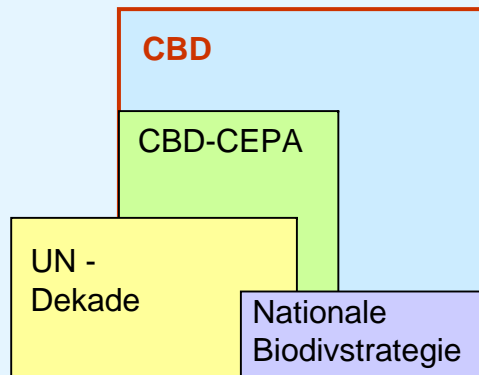 CBD
CBD-CEPA
UN -
Dekade
Nationale
Biodivstrategie